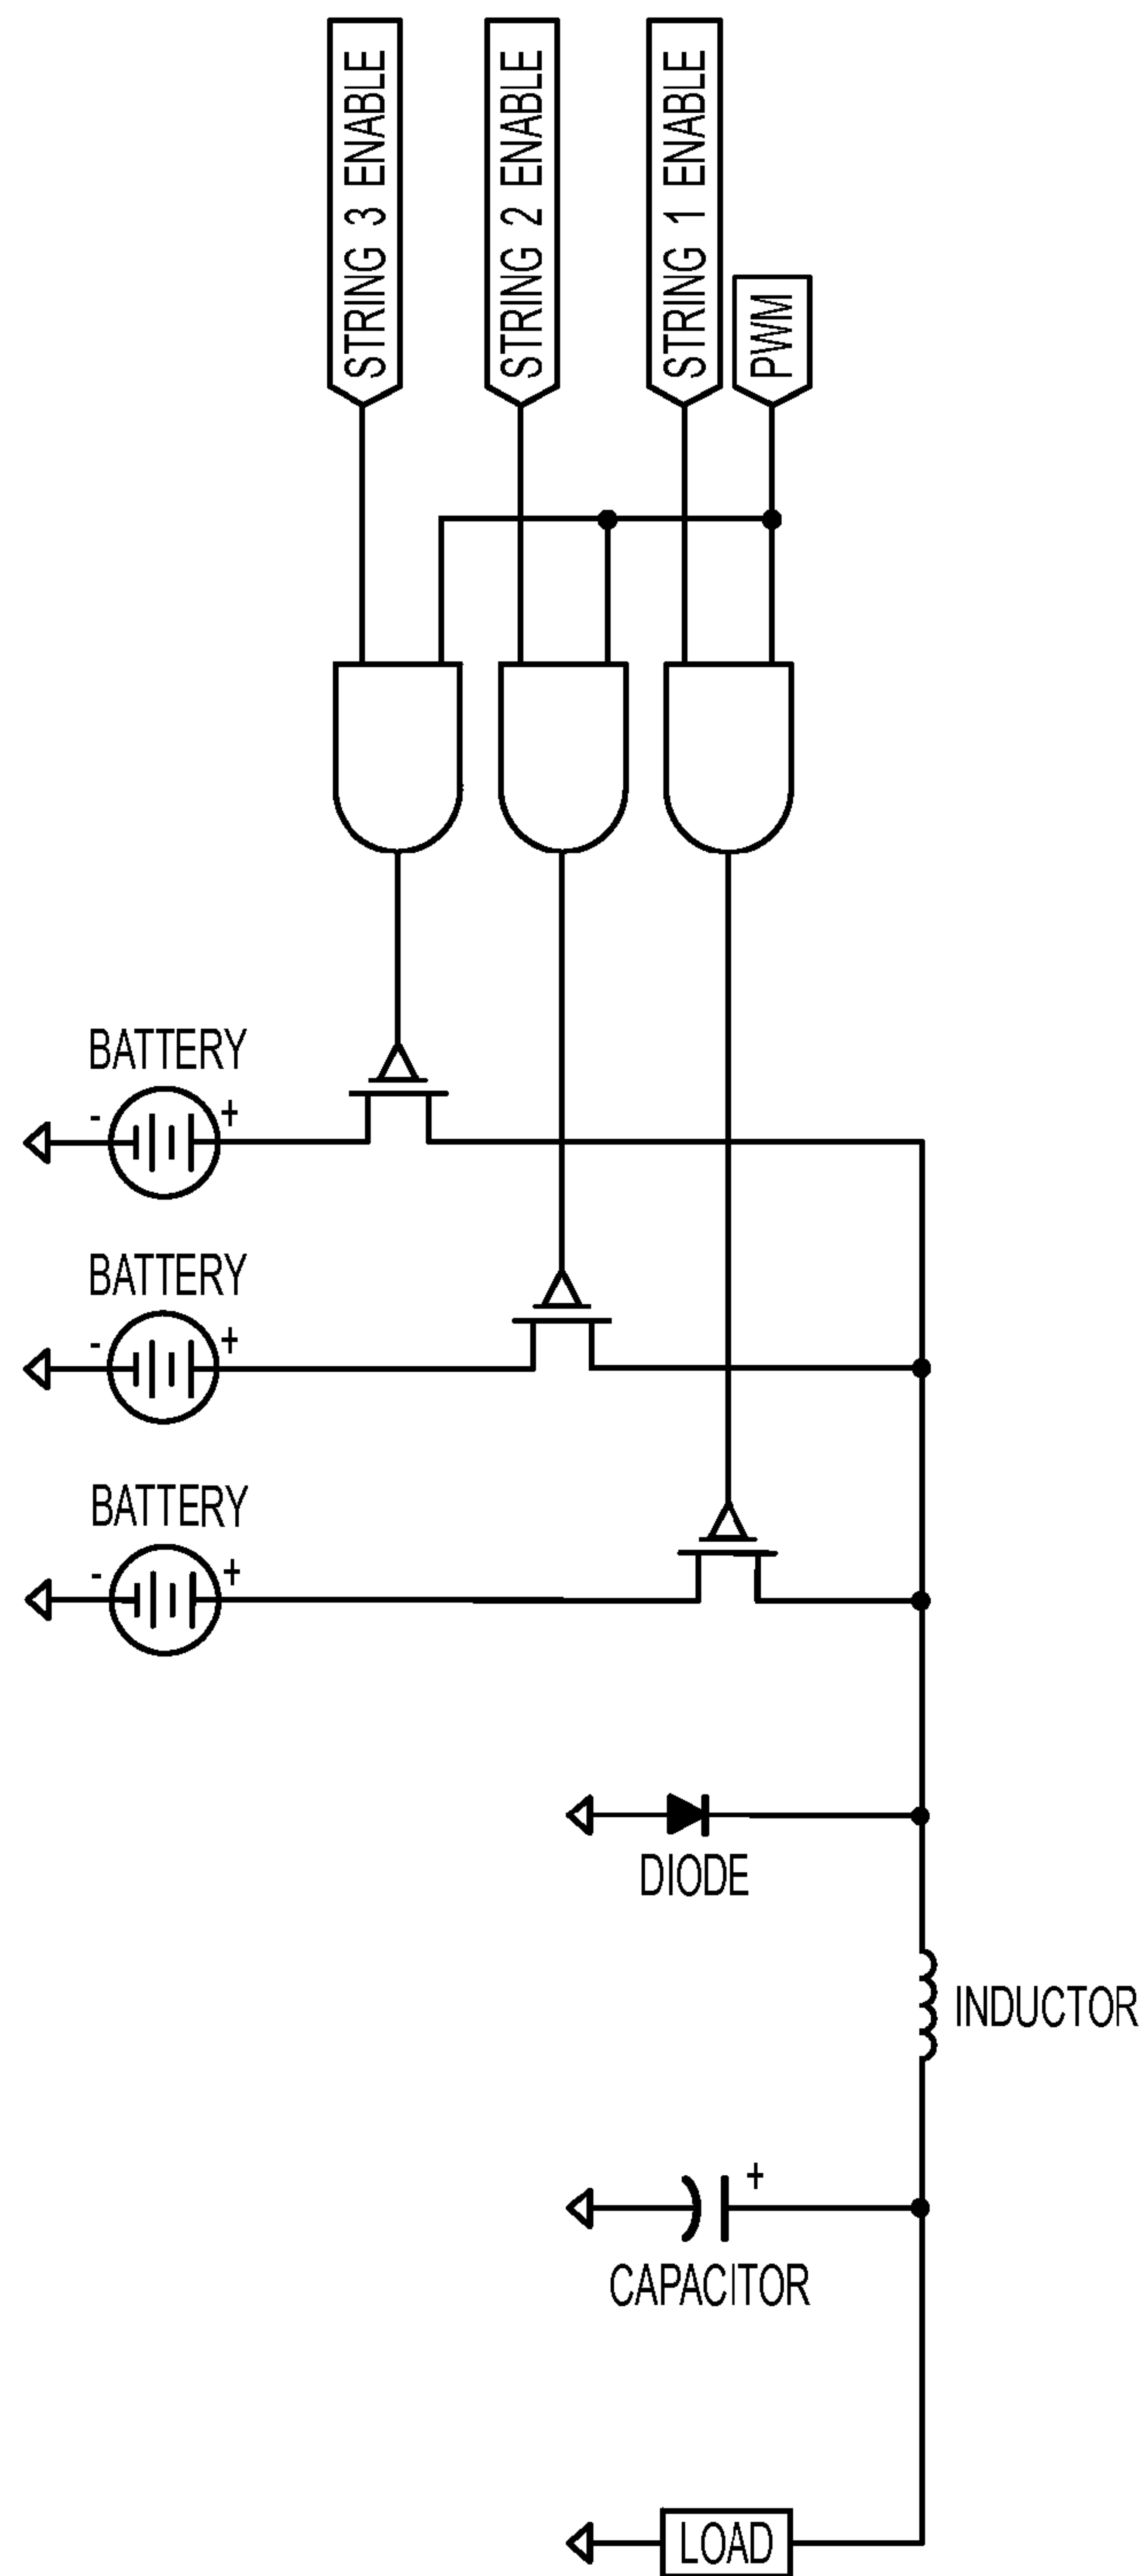 STRING 3 ENABLE
STRING 2 ENABLE
STRING 1 ENABLE
PWM
BATTERY
- +
BATTERY
- +
BATTERY
- +
DIODE
INDUCTOR
+
CAPACITOR
LOAD